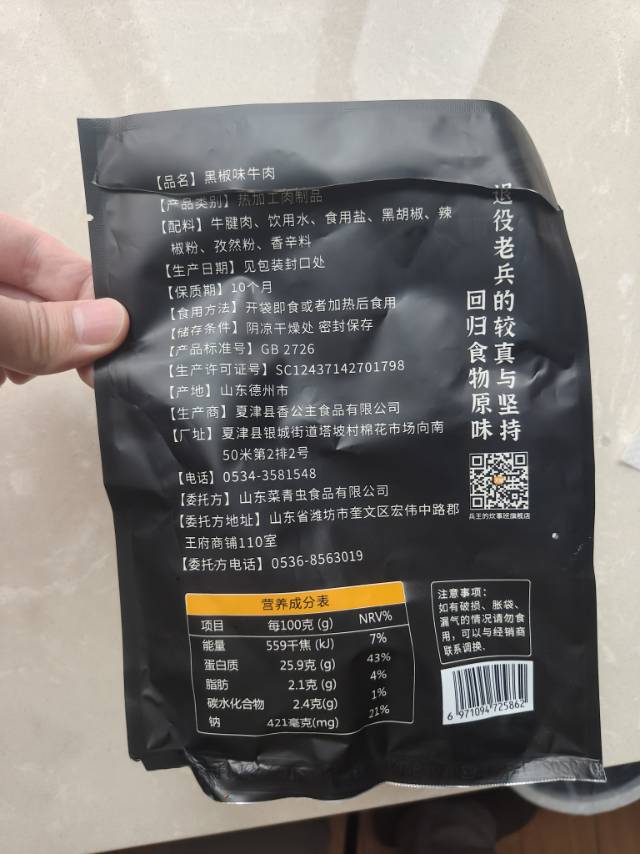 【品名】黑椒味牛肉
【产品类别】热加工肉制品
【配料】牛腱肉、饮用水、食用盐、黑胡椒、辣
椒粉、孜然粉、香辛料
【生产日期】见包装封口处
【保质期】10个月
【食用方法】开袋即食或者加热后食用
【储存条件】阴凉干燥处 密封保存
【产品标准号】GB 2726
【生产许可证号】SC12437142701798
【产地】山东德州市
【生产商】夏津县香公主食品有限公司
【厂址】夏津县银城街道塔坡村棉花市场向南
50米第2排2号
【电话】0534-3581548
【委托方】山东菜青虫食品有限公司
【委托方地址】山东省潍坊市奎文区宏伟中路郡
王府商铺110室
【委托方电话】0536-8563019
退役老兵的较真与坚持
回归食物原味
兵王的炊事班旗舰店
营养成分表
项目 每100克(g) NRV%
能量 559千焦(kJ) 7%
蛋白质 25.9克(g) 43%
脂肪 2.1克(g) 4%
碳水化合物 2.4克(g) 1%
钠 421毫克(mg) 21%
注意事项：
如有破损、胀袋、
漏气的情况请勿食
用，可以与经销商
联系调换.
6 971094 725862